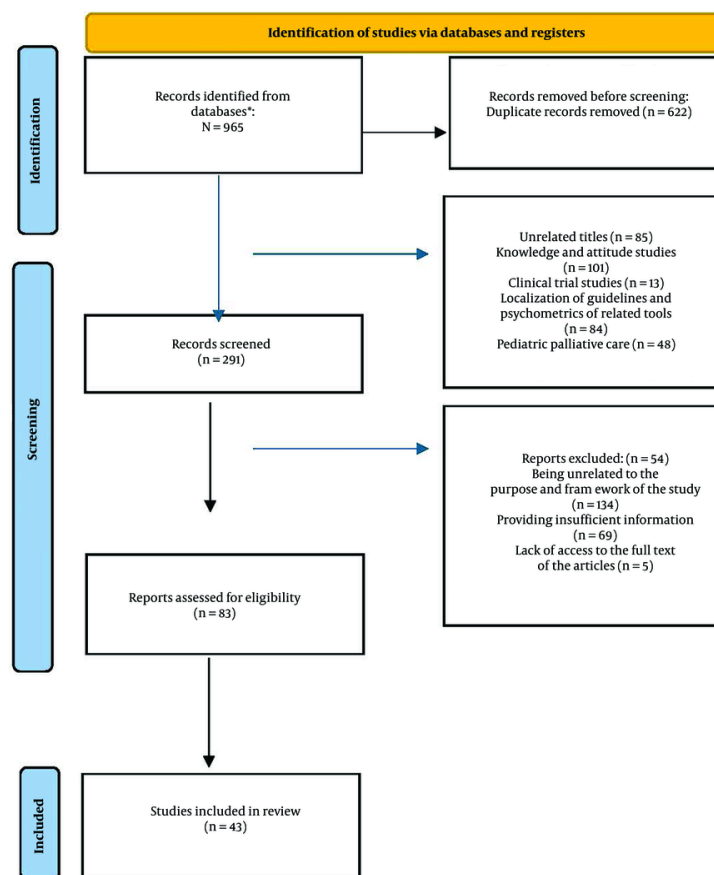 Identification of studies via databases and registers
Identification
Records identified from
databases*:
N = 965
Records removed before screening:
Duplicate records removed (n = 622)
Unrelated titles (n = 85)
Knowledge and attitude studies
(n = 101)
Clinical trial studies (n = 13)
Localization of guidelines and
psychometrics of related tools
(n = 84)
Pediatric palliative care (n = 48)
Screening
Records screened
(n = 291)
Reports excluded: (n = 54)
Being unrelated to the
purpose and fram ework of the study
(n = 134)
Providing insufficient information
(n = 69)
Lack of access to the full text
of the articles (n = 5)
Reports assessed for eligibility
(n = 83)
Included
Studies included in review
(n = 43)